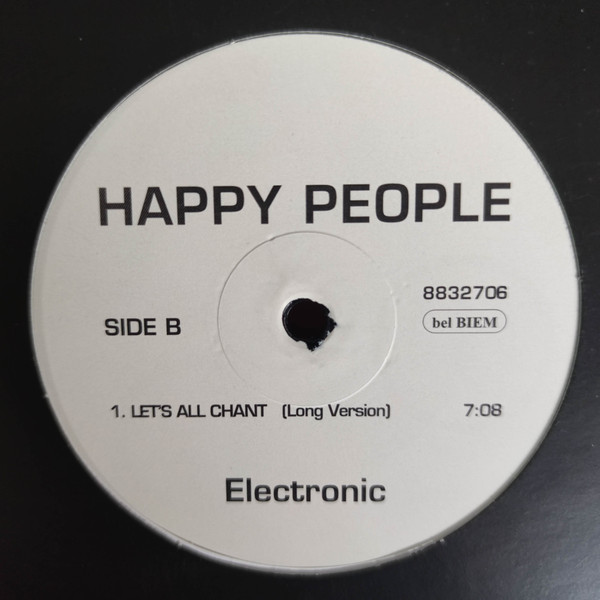 HAPPY PEOPLE
8832706
SIDE B
bel BIEM
1. LET'S ALL CHANT (Long Version) 7:08
Electronic